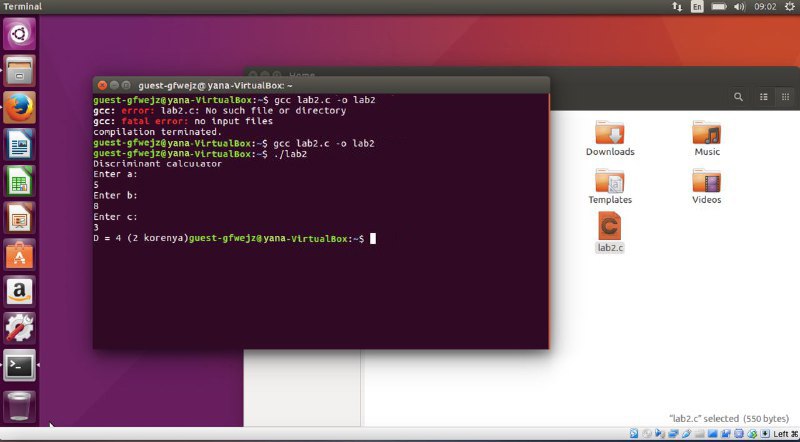 Terminal
En
09:02
Home
guest-gfwejz@yana-VirtualBox: ~
guest-gfwejz@yana-VirtualBox:~$ gcc lab2.c -o lab2
gcc: error: lab2.c: No such file or directory
gcc: fatal error: no input files
compilation terminated.
guest-gfwejz@yana-VirtualBox:~$ gcc lab2.c -o lab2
guest-gfwejz@yana-VirtualBox:~$ ./lab2
Discriminant calculator
Enter a:
5
Enter b:
8
Enter c:
3
D = 4 (2 korenya)guest-gfwejz@yana-VirtualBox:~$
Downloads
Music
Templates
Videos
lab2.c
"lab2.c" selected (550 bytes)
Left ⌘